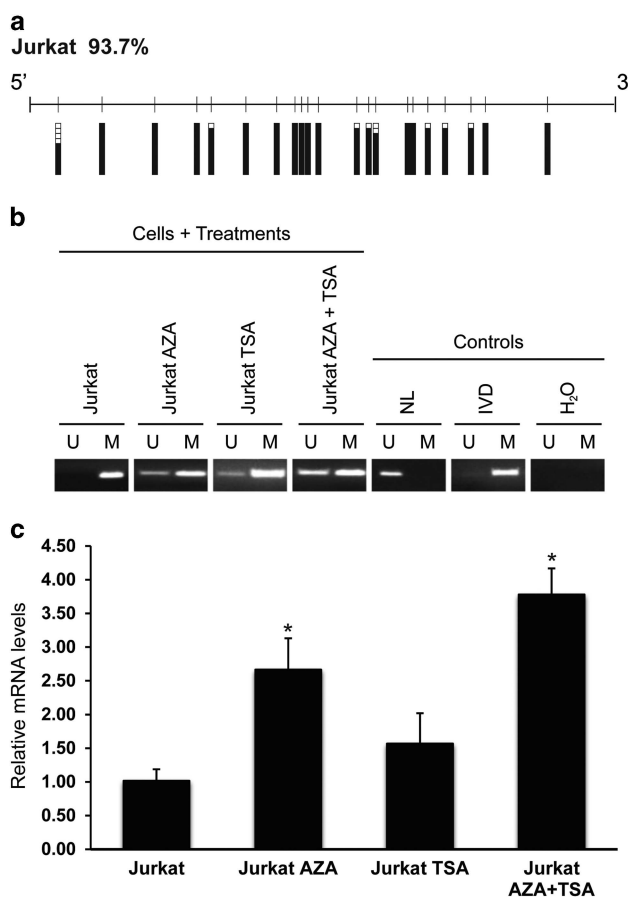 a
Jurkat 93.7%
5’ 3
b
Cells + Treatments
Controls
Jurkat
Jurkat AZA
Jurkat TSA
Jurkat AZA + TSA
NL
IVD
H₂O
U M U M U M U M U M U M U M
c
Relative mRNA levels
4.50
4.00
3.50
3.00
2.50
2.00
1.50
1.00
0.50
0.00
*
*
Jurkat Jurkat AZA Jurkat TSA Jurkat
AZA+TSA